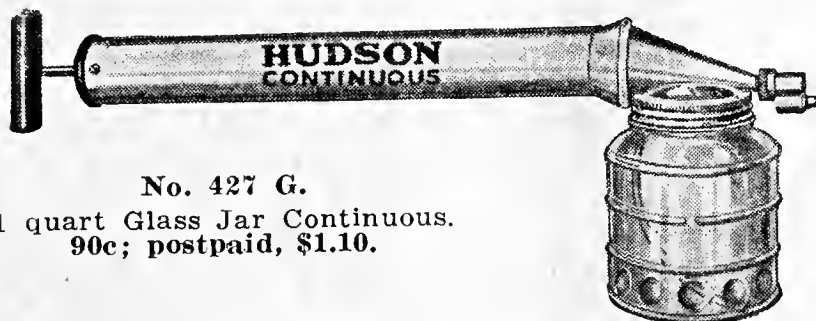 HUDSON
CONTINUOUS
No. 427 G.
1 quart Glass Jar Continuous.
90c; postpaid, $1.10.